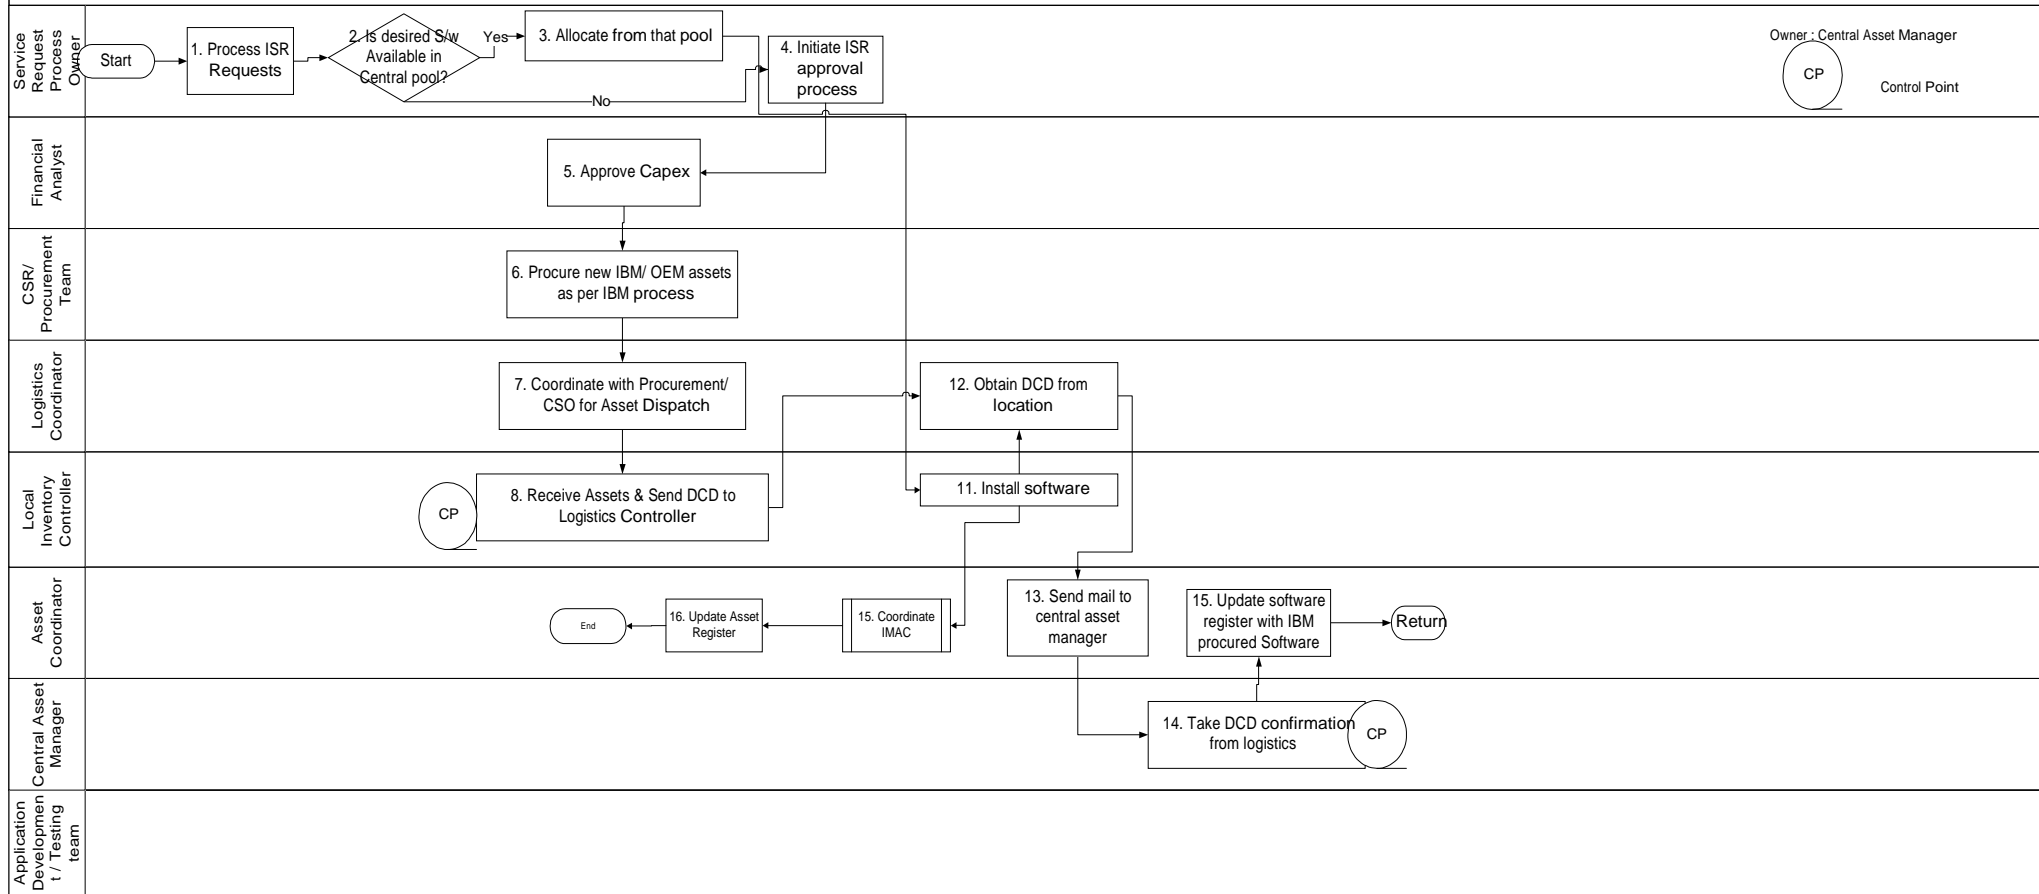 Service
Request
Process
Owner
Start
1. Process ISR
Requests
2. Is desired S/w
Available in
Central pool?
Yes
No
3. Allocate from that pool
4. Initiate ISR
approval
process
Owner : Central Asset Manager
CP
Control Point
Financial
Analyst
5. Approve Capex
CSR/
Procurement
Team
6. Procure new IBM/ OEM assets
as per IBM process
Logistics
Coordinator
7. Coordinate with Procurement/
CSO for Asset Dispatch
12. Obtain DCD from
location
Local
Inventory
Controller
CP
8. Receive Assets & Send DCD to
Logistics Controller
11. Install software
Asset
Coordinator
End
16. Update Asset
Register
15. Coordinate
IMAC
13. Send mail to
central asset
manager
15. Update software
register with IBM
procured Software
Return
Central Asset
Manager
14. Take DCD confirmation
from logistics
CP
Application
Developmen
t / Testing
team